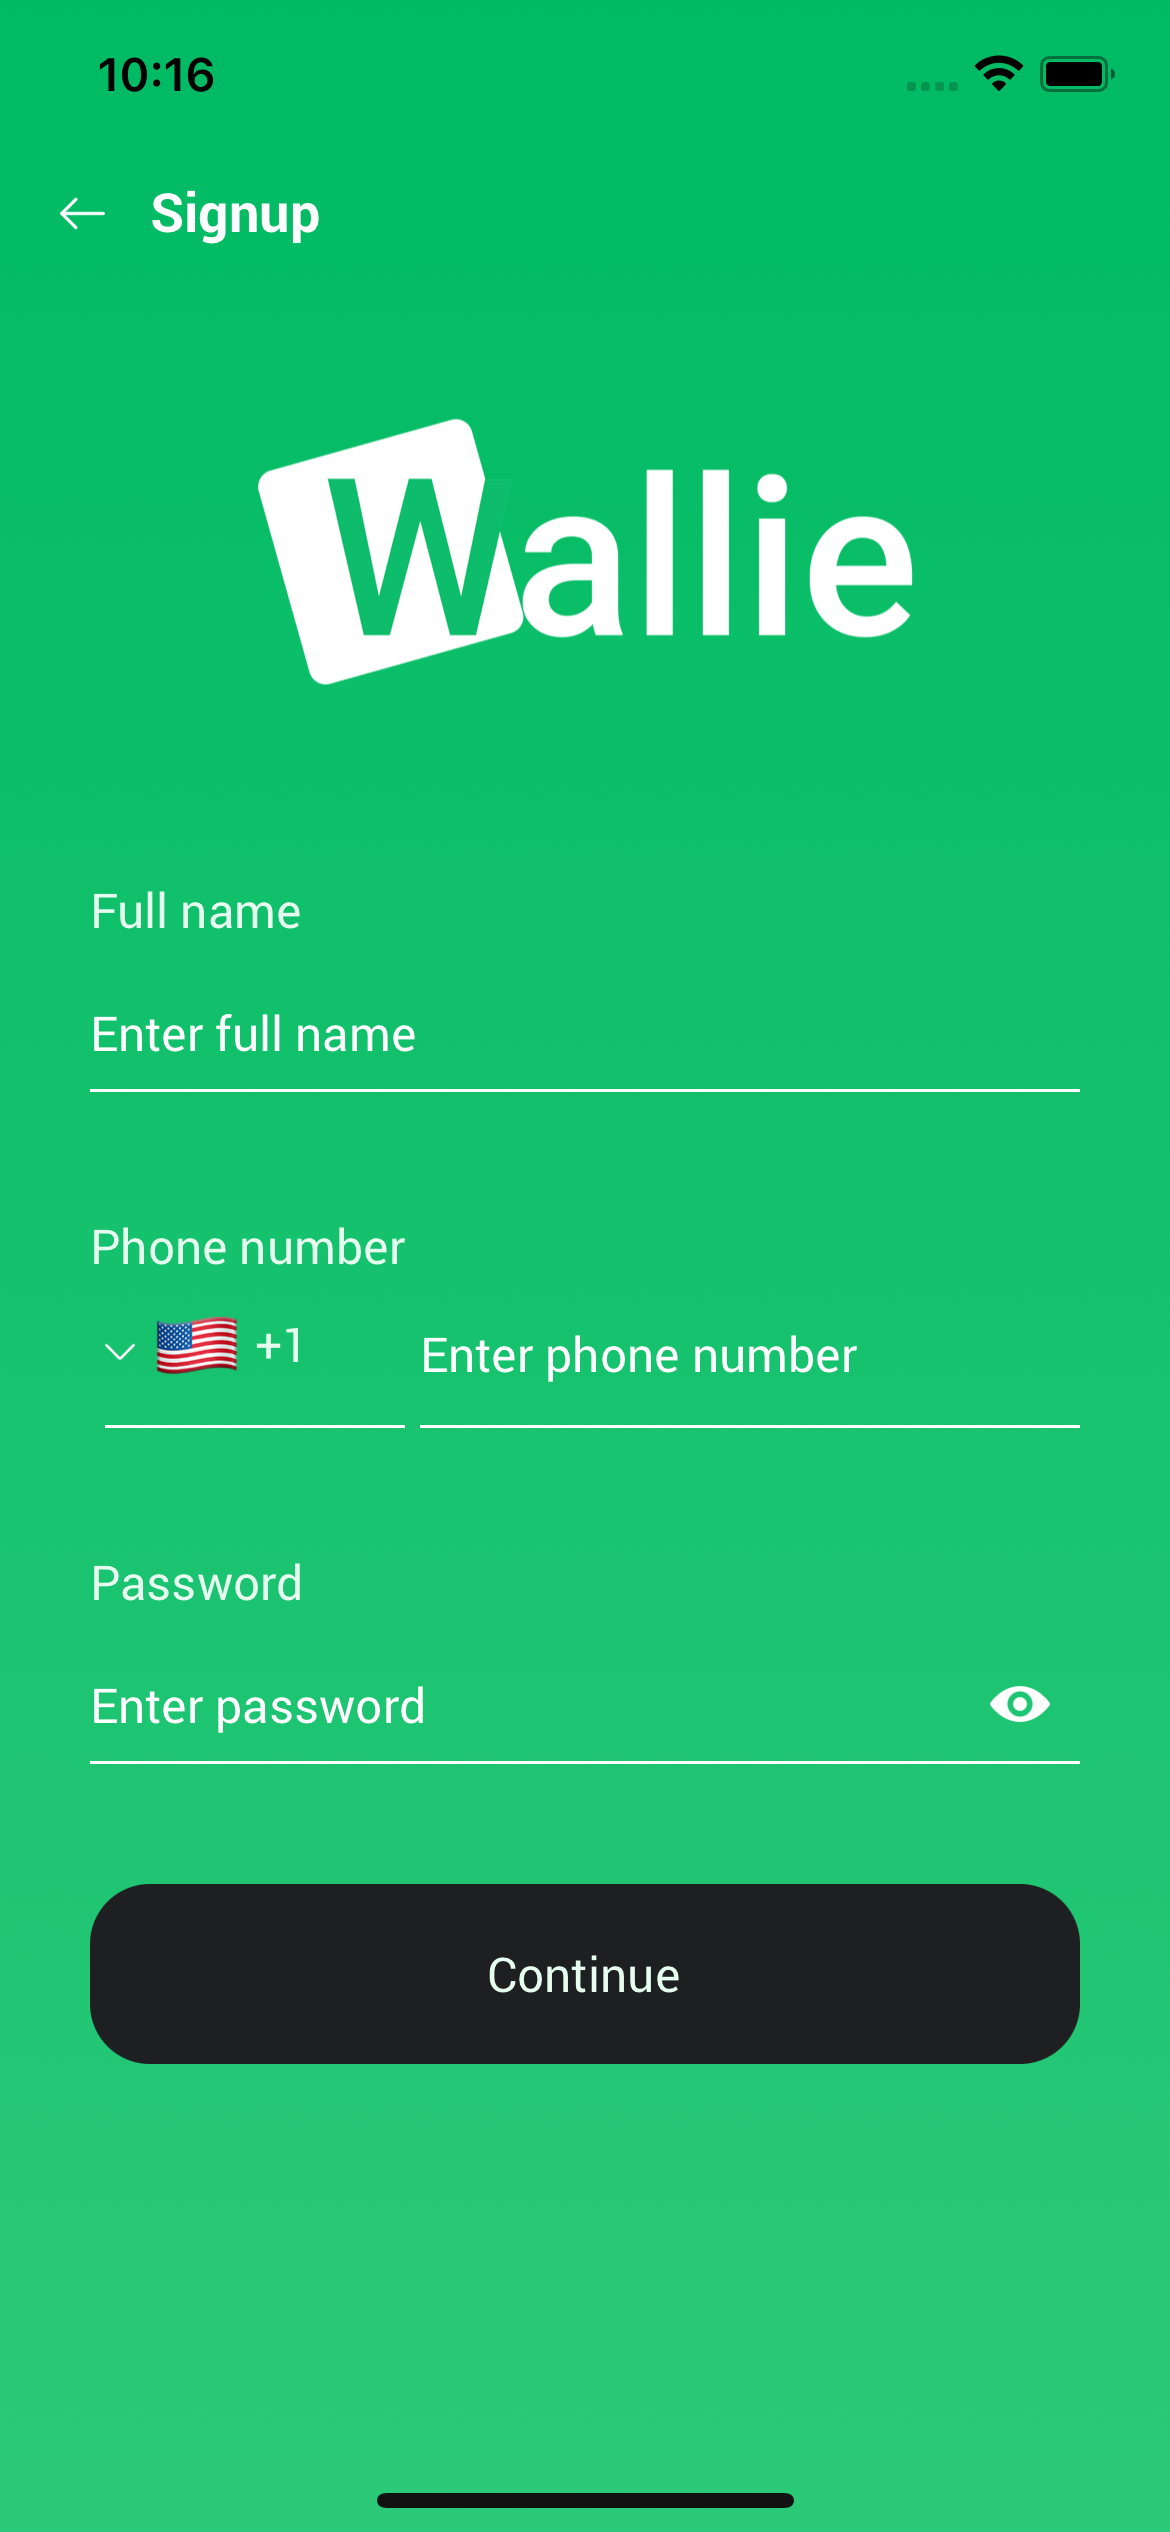 10:16
Signup
Wallie
Full name
Enter full name
Phone number
+1 Enter phone number
Password
Enter password
Continue